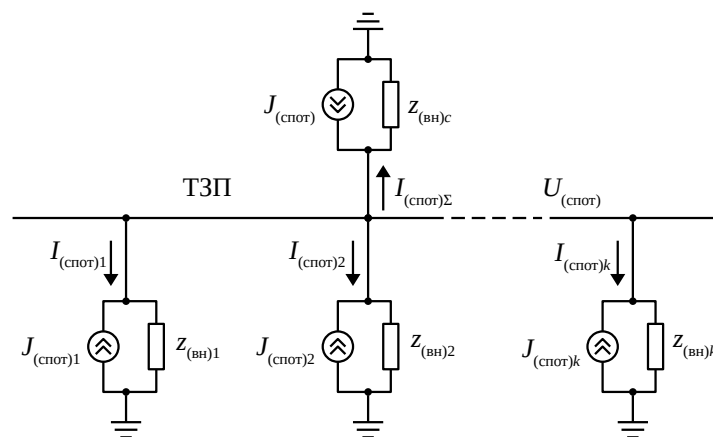 J(спот)
z(вн)c
ТЗП
I(спот)Σ
U(спот)
I(спот)1
I(спот)2
I(спот)k
J(спот)1
z(вн)1
J(спот)2
z(вн)2
J(спот)k
z(вн)k